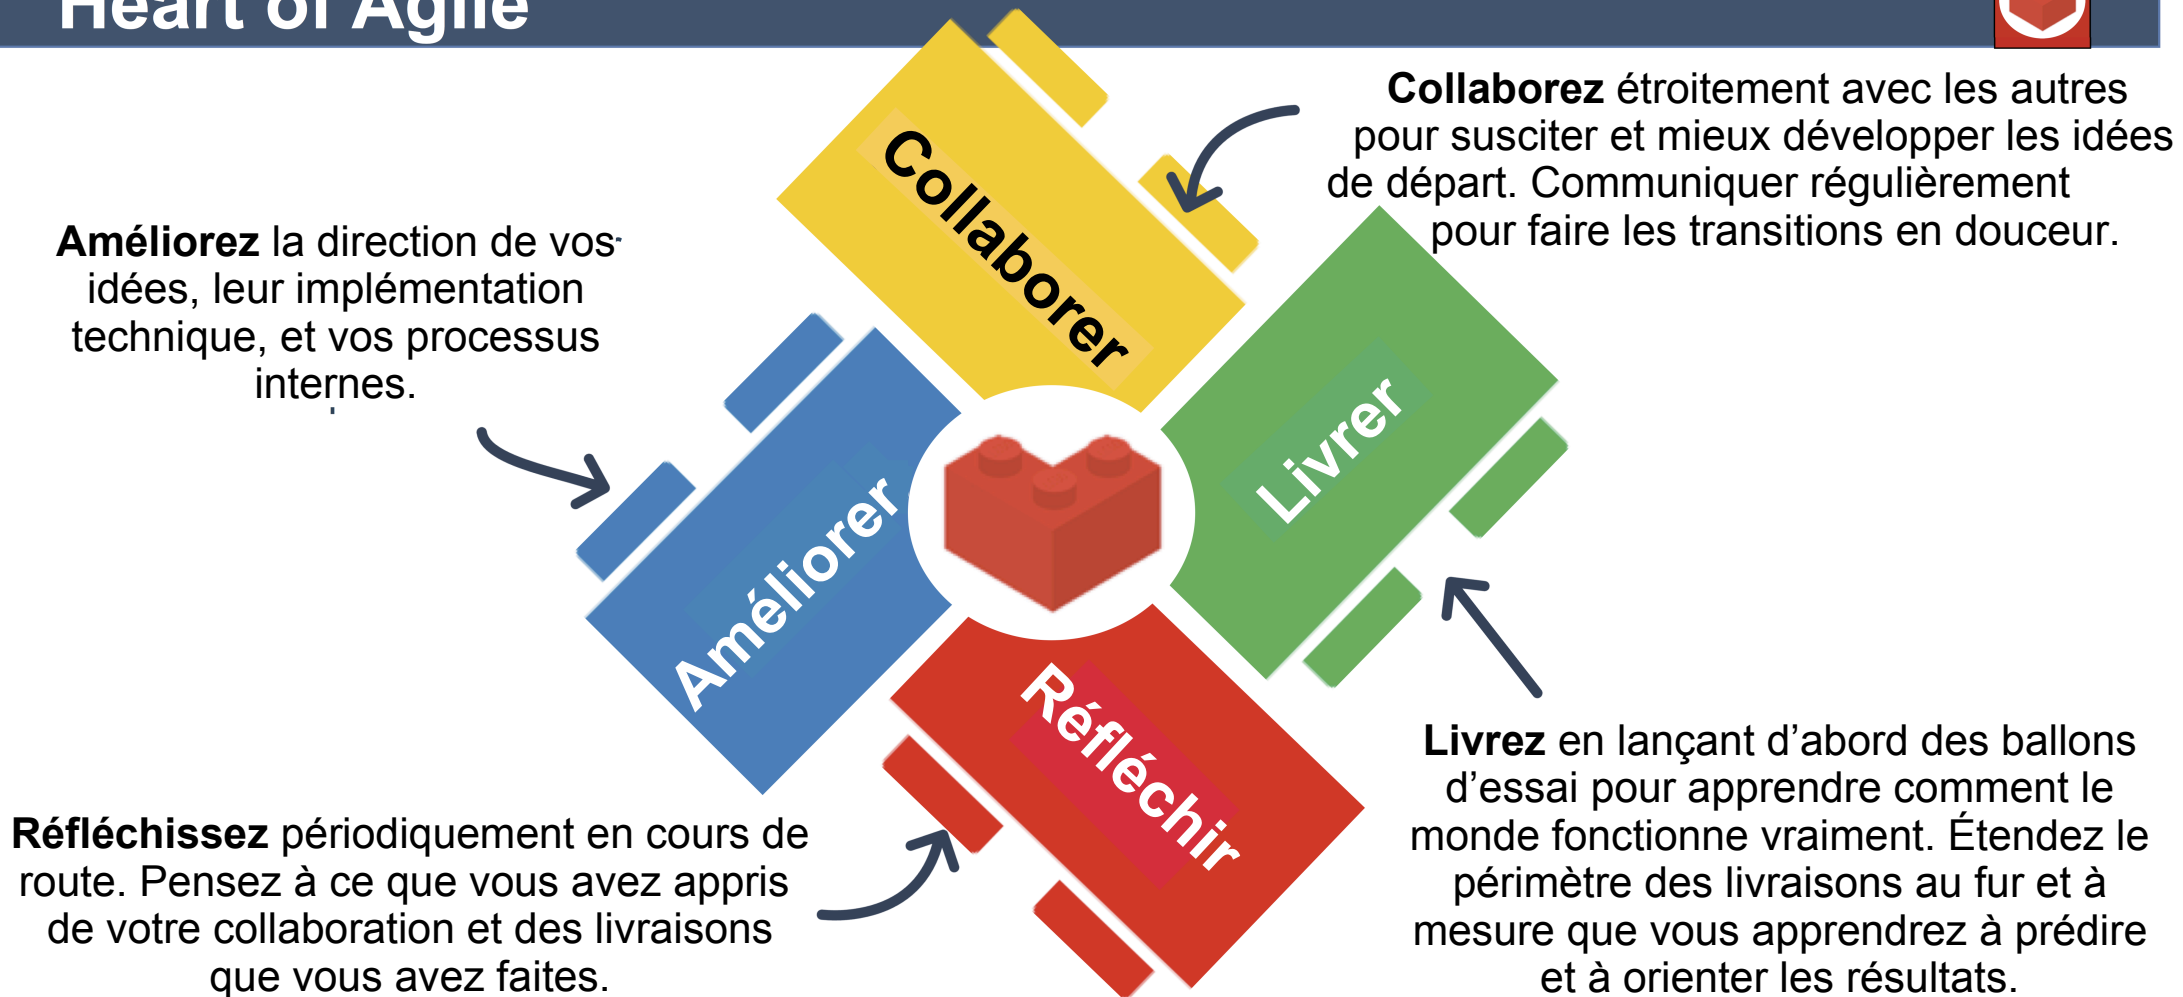 Heart of Agile
Collaborez étroitement avec les autres
pour susciter et mieux développer les idées
de départ. Communiquer régulièrement
pour faire les transitions en douceur.
Améliorez la direction de vos
idées, leur implémentation
technique, et vos processus
internes.
Collaborer
Livrer
Améliorer
Réfléchir
Livrez en lançant d’abord des ballons
d’essai pour apprendre comment le
monde fonctionne vraiment. Étendez le
périmètre des livraisons au fur et à
mesure que vous apprendrez à prédire
et à orienter les résultats.
Réfléchissez périodiquement en cours de
route. Pensez à ce que vous avez appris
de votre collaboration et des livraisons
que vous avez faites.